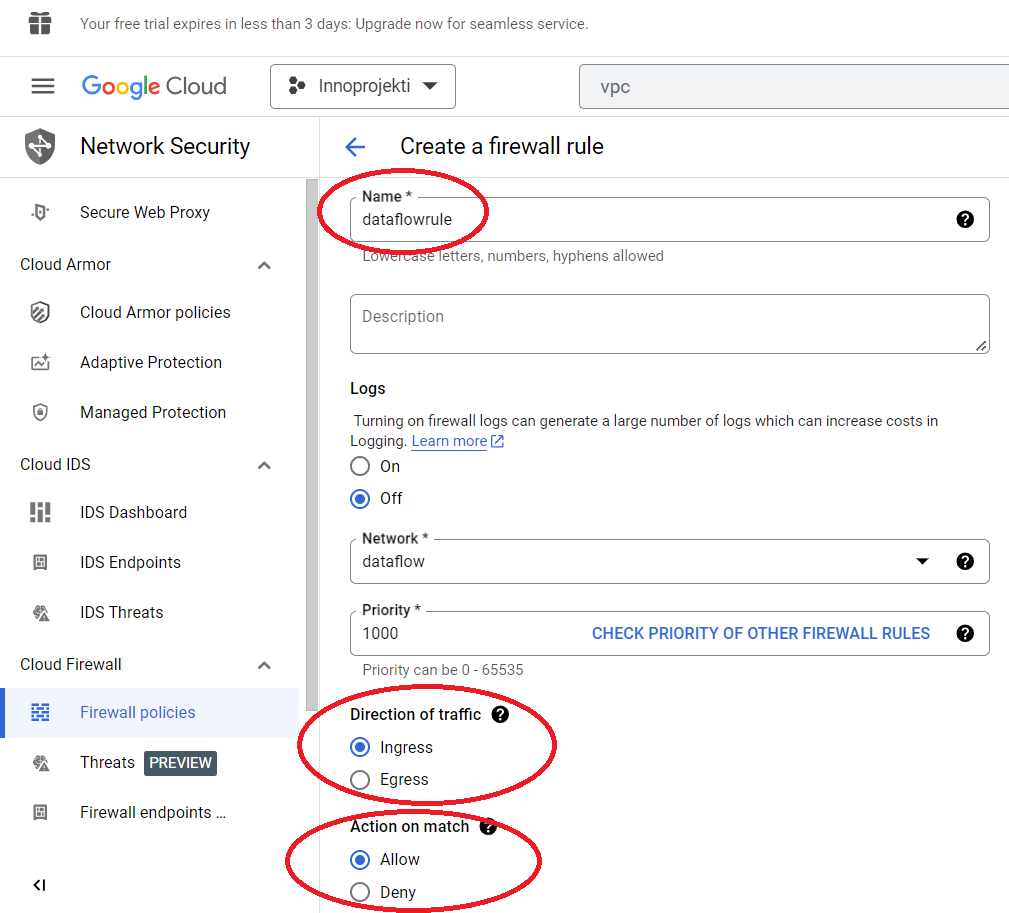 Your free trial expires in less than 3 days: Upgrade now for seamless service.
Google Cloud
Innoprojekti
vpc
Network Security
Create a firewall rule
Secure Web Proxy
Cloud Armor
Cloud Armor policies
Adaptive Protection
Managed Protection
Cloud IDS
IDS Dashboard
IDS Endpoints
IDS Threats
Cloud Firewall
Firewall policies
Threats PREVIEW
Firewall endpoints ...
Name *
dataflowrule
Lowercase letters, numbers, hyphens allowed
Description
Logs
Turning on firewall logs can generate a large number of logs which can increase costs in
Logging. Learn more
On
Off
Network *
dataflow
Priority *
1000 CHECK PRIORITY OF OTHER FIREWALL RULES
Priority can be 0 - 65535
Direction of traffic
Ingress
Egress
Action on match
Allow
Deny